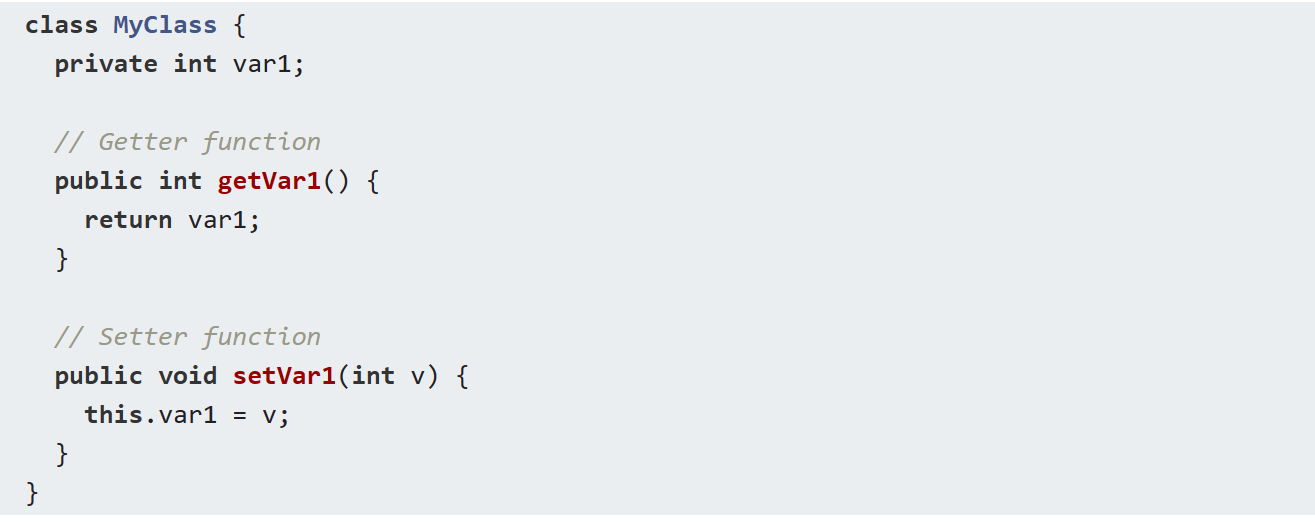 class MyClass {
  private int var1;

  // Getter function
  public int getVar1() {
    return var1;
  }

  // Setter function
  public void setVar1(int v) {
    this.var1 = v;
  }
}